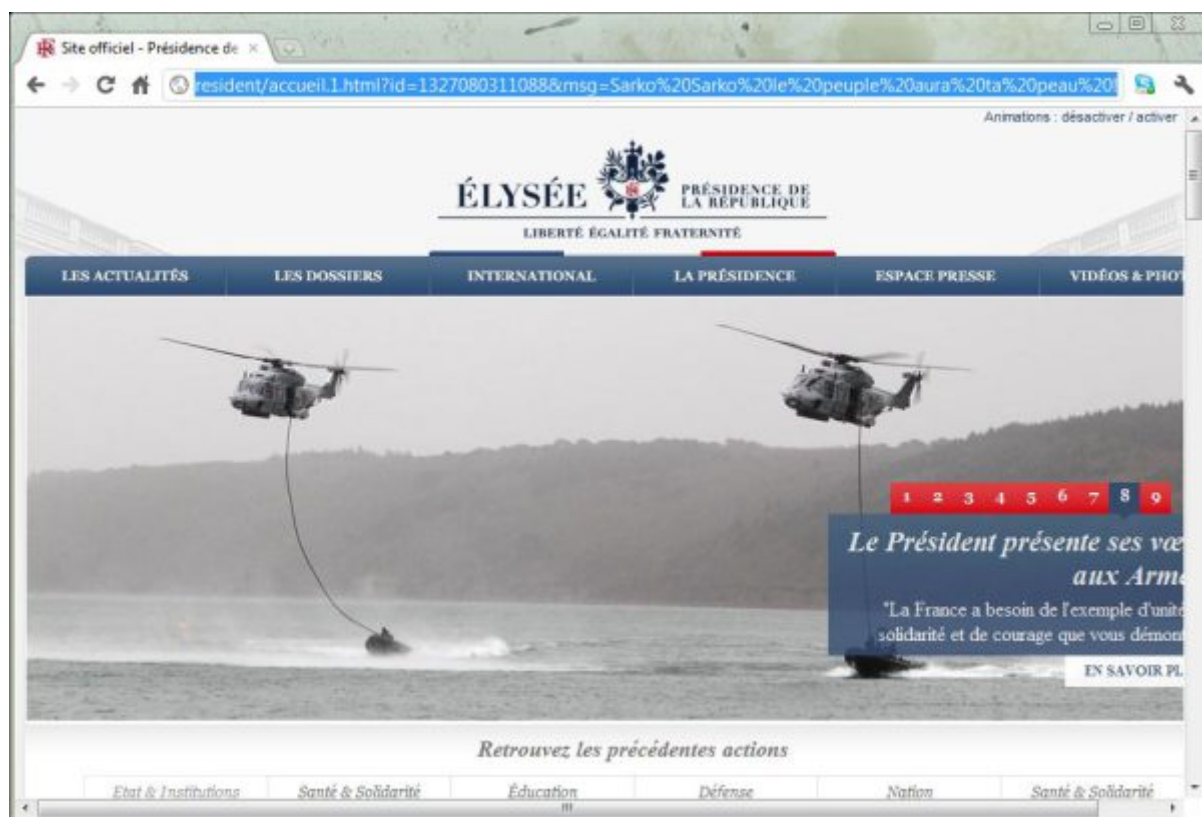 Site officiel - Présidence de
resident/accueil.1.html?id=1327080311088&msg=Sarko%20Sarko%20le%20peuple%20aura%20ta%20peau%20!
Animations : désactiver / activer
ÉLYSÉE PRÉSIDENCE DE
LA RÉPUBLIQUE
LIBERTÉ ÉGALITÉ FRATERNITÉ
LES ACTUALITÉS LES DOSSIERS INTERNATIONAL LA PRÉSIDENCE ESPACE PRESSE VIDÉOS & PHO
1 2 3 4 5 6 7 8 9
Le Président présente ses vœ
aux Armé
"La France a besoin de l'exemple d'unité
solidarité et de courage que vous démon
EN SAVOIR PL
Retrouvez les précédentes actions
Etat & Institutions Santé & Solidarité Éducation Défense Nation Santé & Solidarité